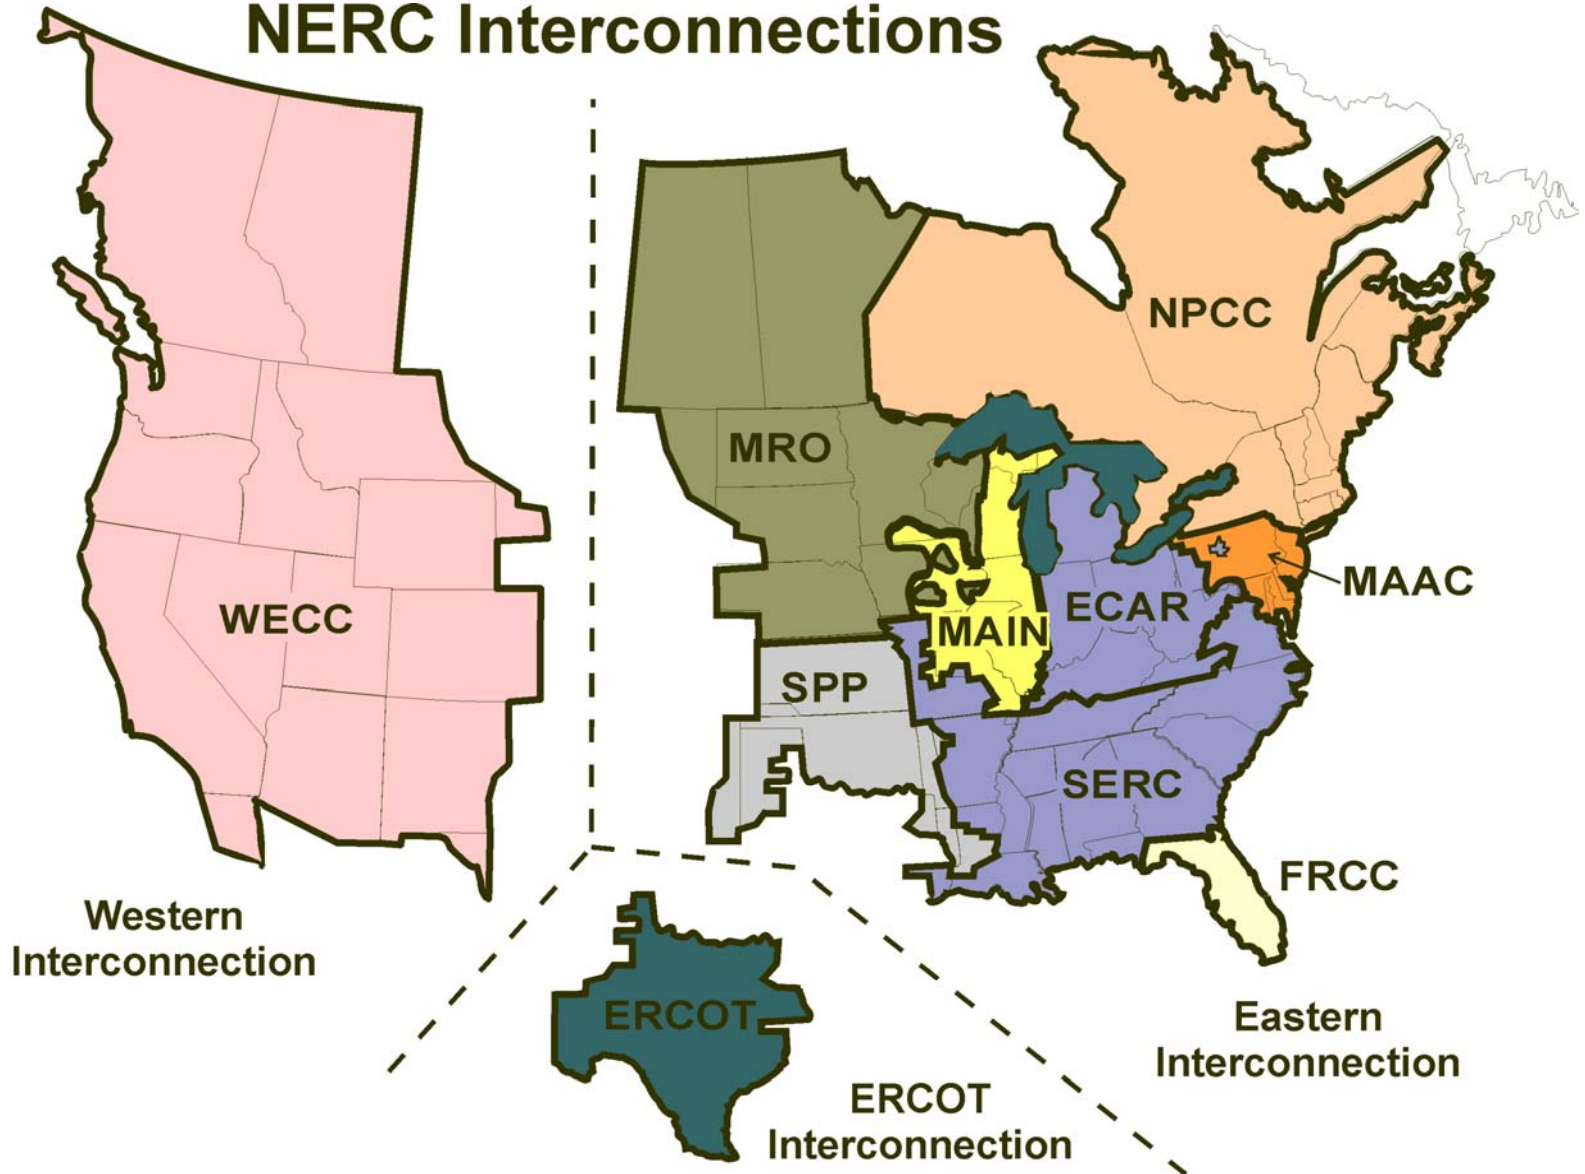 NERC Interconnections
NPCC
MRO
MAAC
ECAR
WECC
MAIN
SPP
SERC
FRCC
Western
Interconnection
ERCOT
Eastern
Interconnection
ERCOT
Interconnection